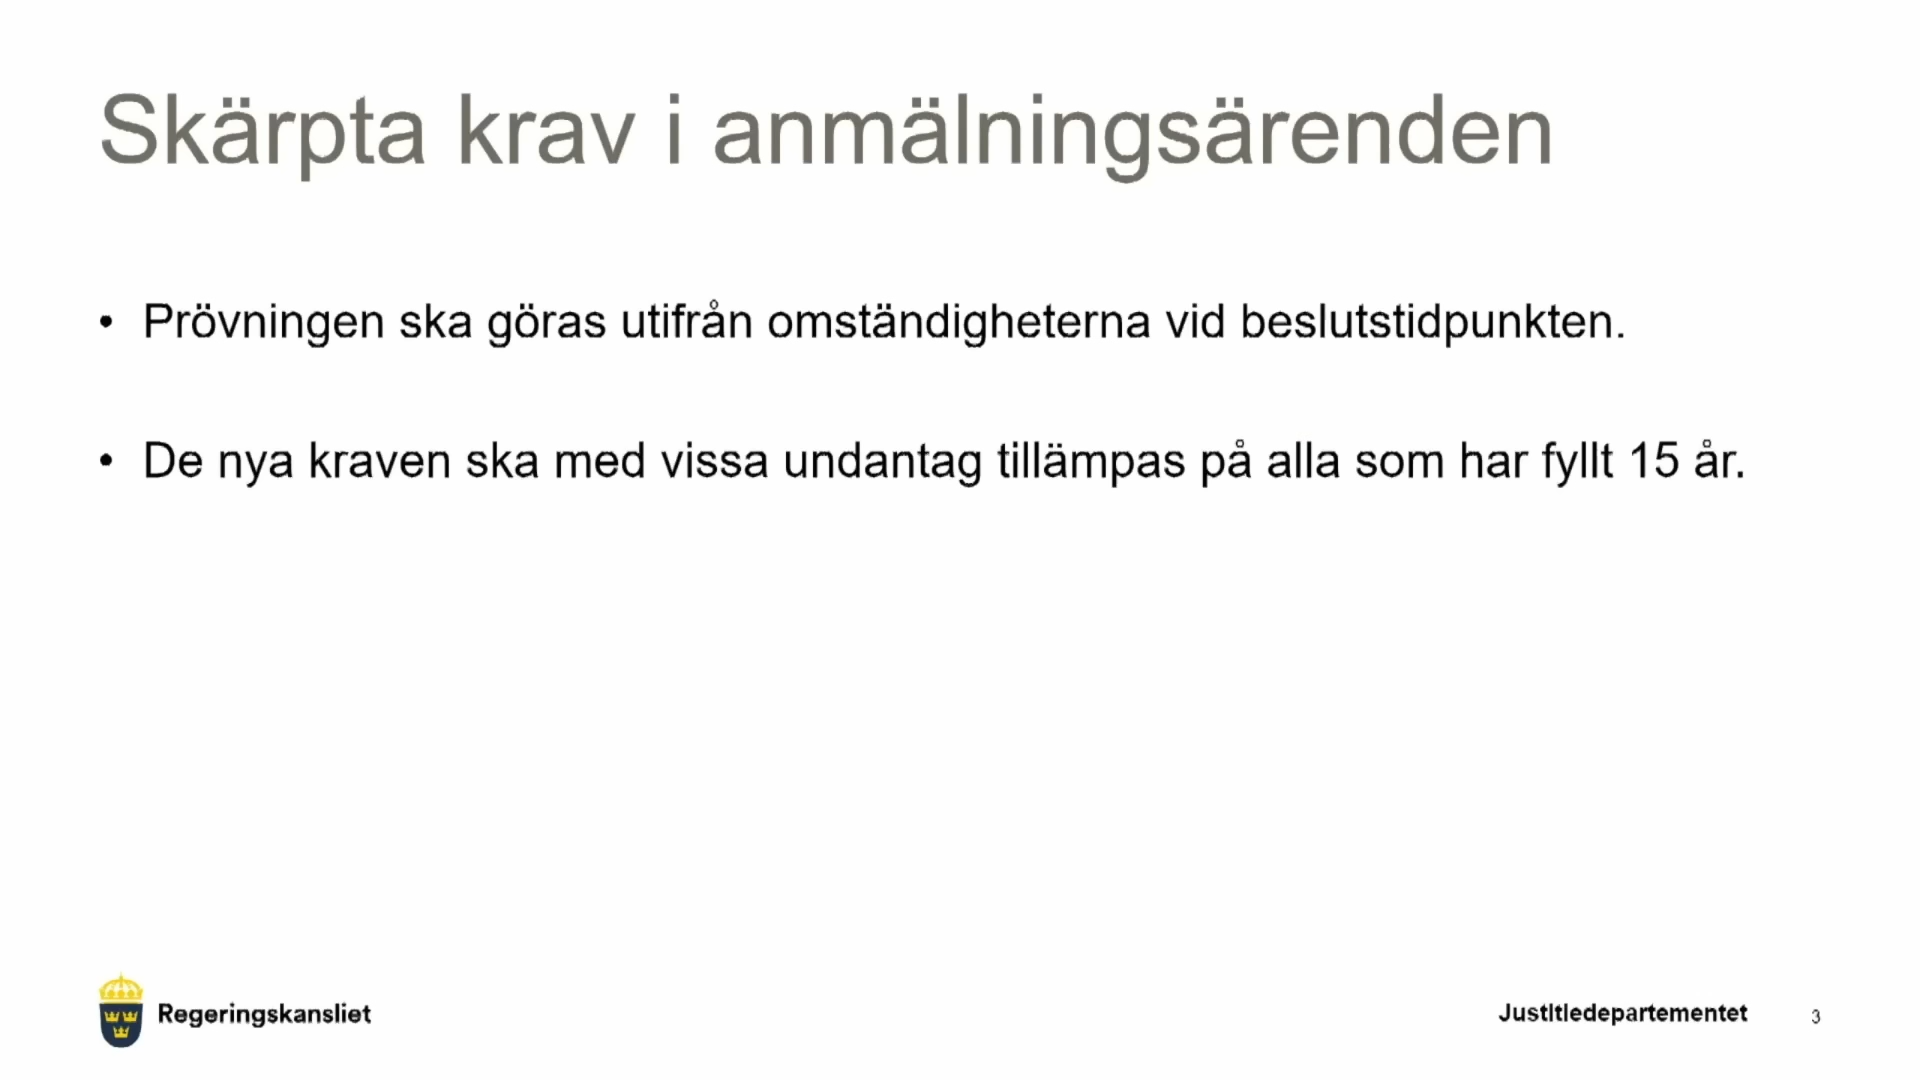 Skärpta krav i anmälningsärenden
• Prövningen ska göras utifrån omständigheterna vid beslutstidpunkten.
• De nya kraven ska med vissa undantag tillämpas på alla som har fyllt 15 år.
Regeringskansliet
Justitiedepartementet
3